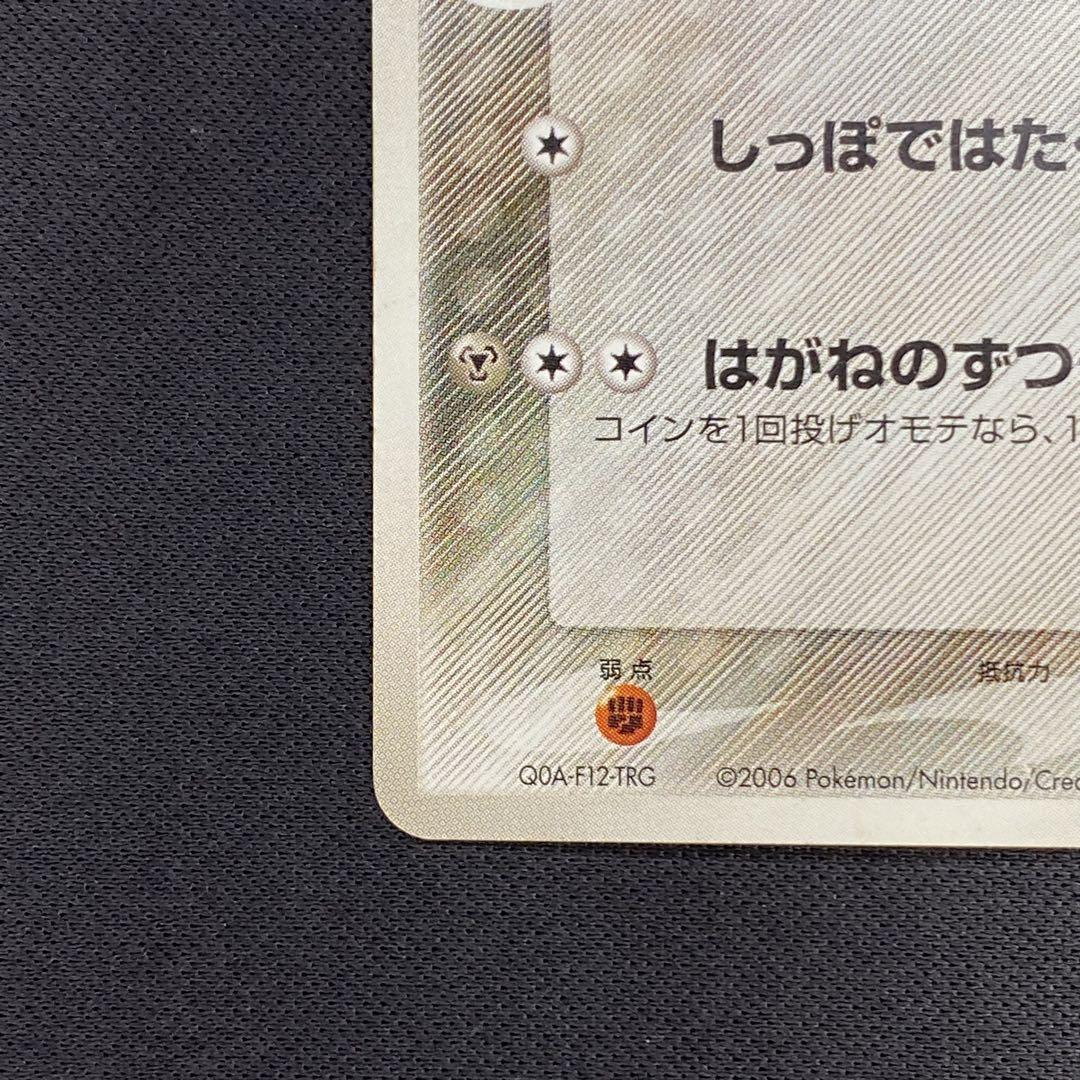 しっぽではた
はがねのずつ
コインを1回投げオモテなら、1
弱点
抵抗力
Q0A-F12-TRG
©2006 Pokémon/Nintendo/Crea